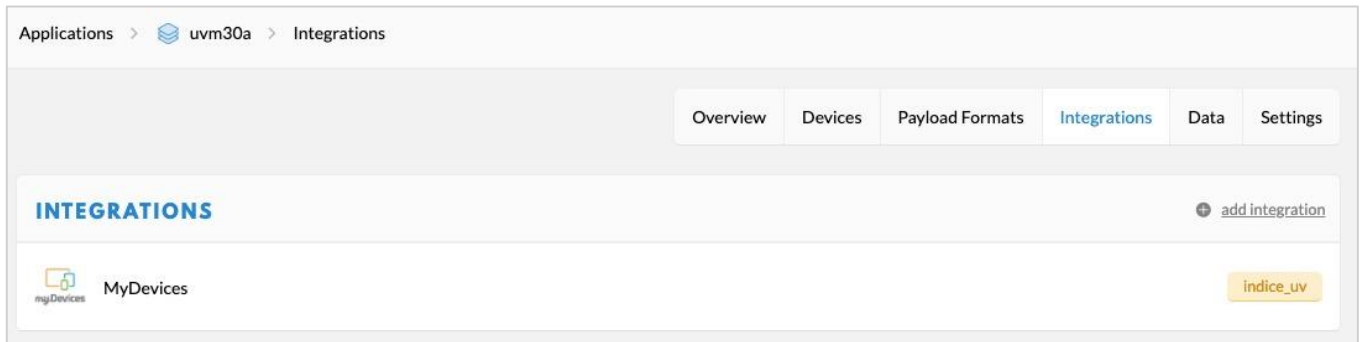 Applications > uvm30a > Integrations
Overview Devices Payload Formats Integrations Data Settings
INTEGRATIONS
add integration
myDevices
MyDevices
indice_uv